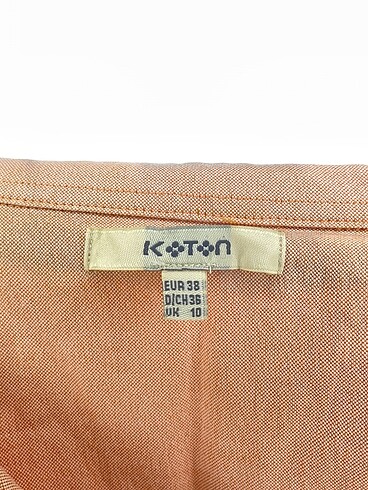 KOTON
EUR 38
D/CH 36
UK 10